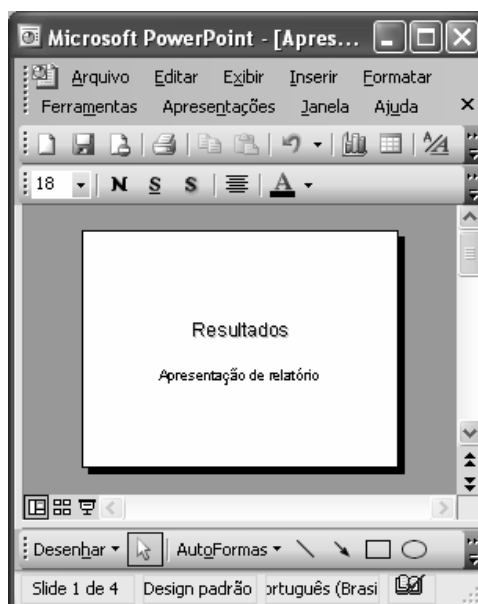 Microsoft PowerPoint - [Apres...
Arquivo Editar Exibir Inserir Formatar
Ferramentas Apresentações Janela Ajuda
18 N S S A
Resultados
Apresentação de relatório
Desenhar AutoFormas
Slide 1 de 4 Design padrão ortuguês (Brasi